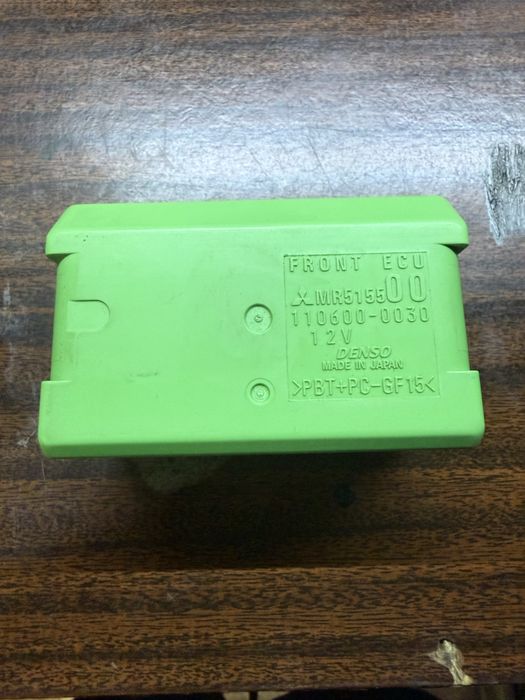 FRONT ECU
MR515500
110600-0030
12V
DENSO
MADE IN JAPAN
>PBT+PC-GF15<